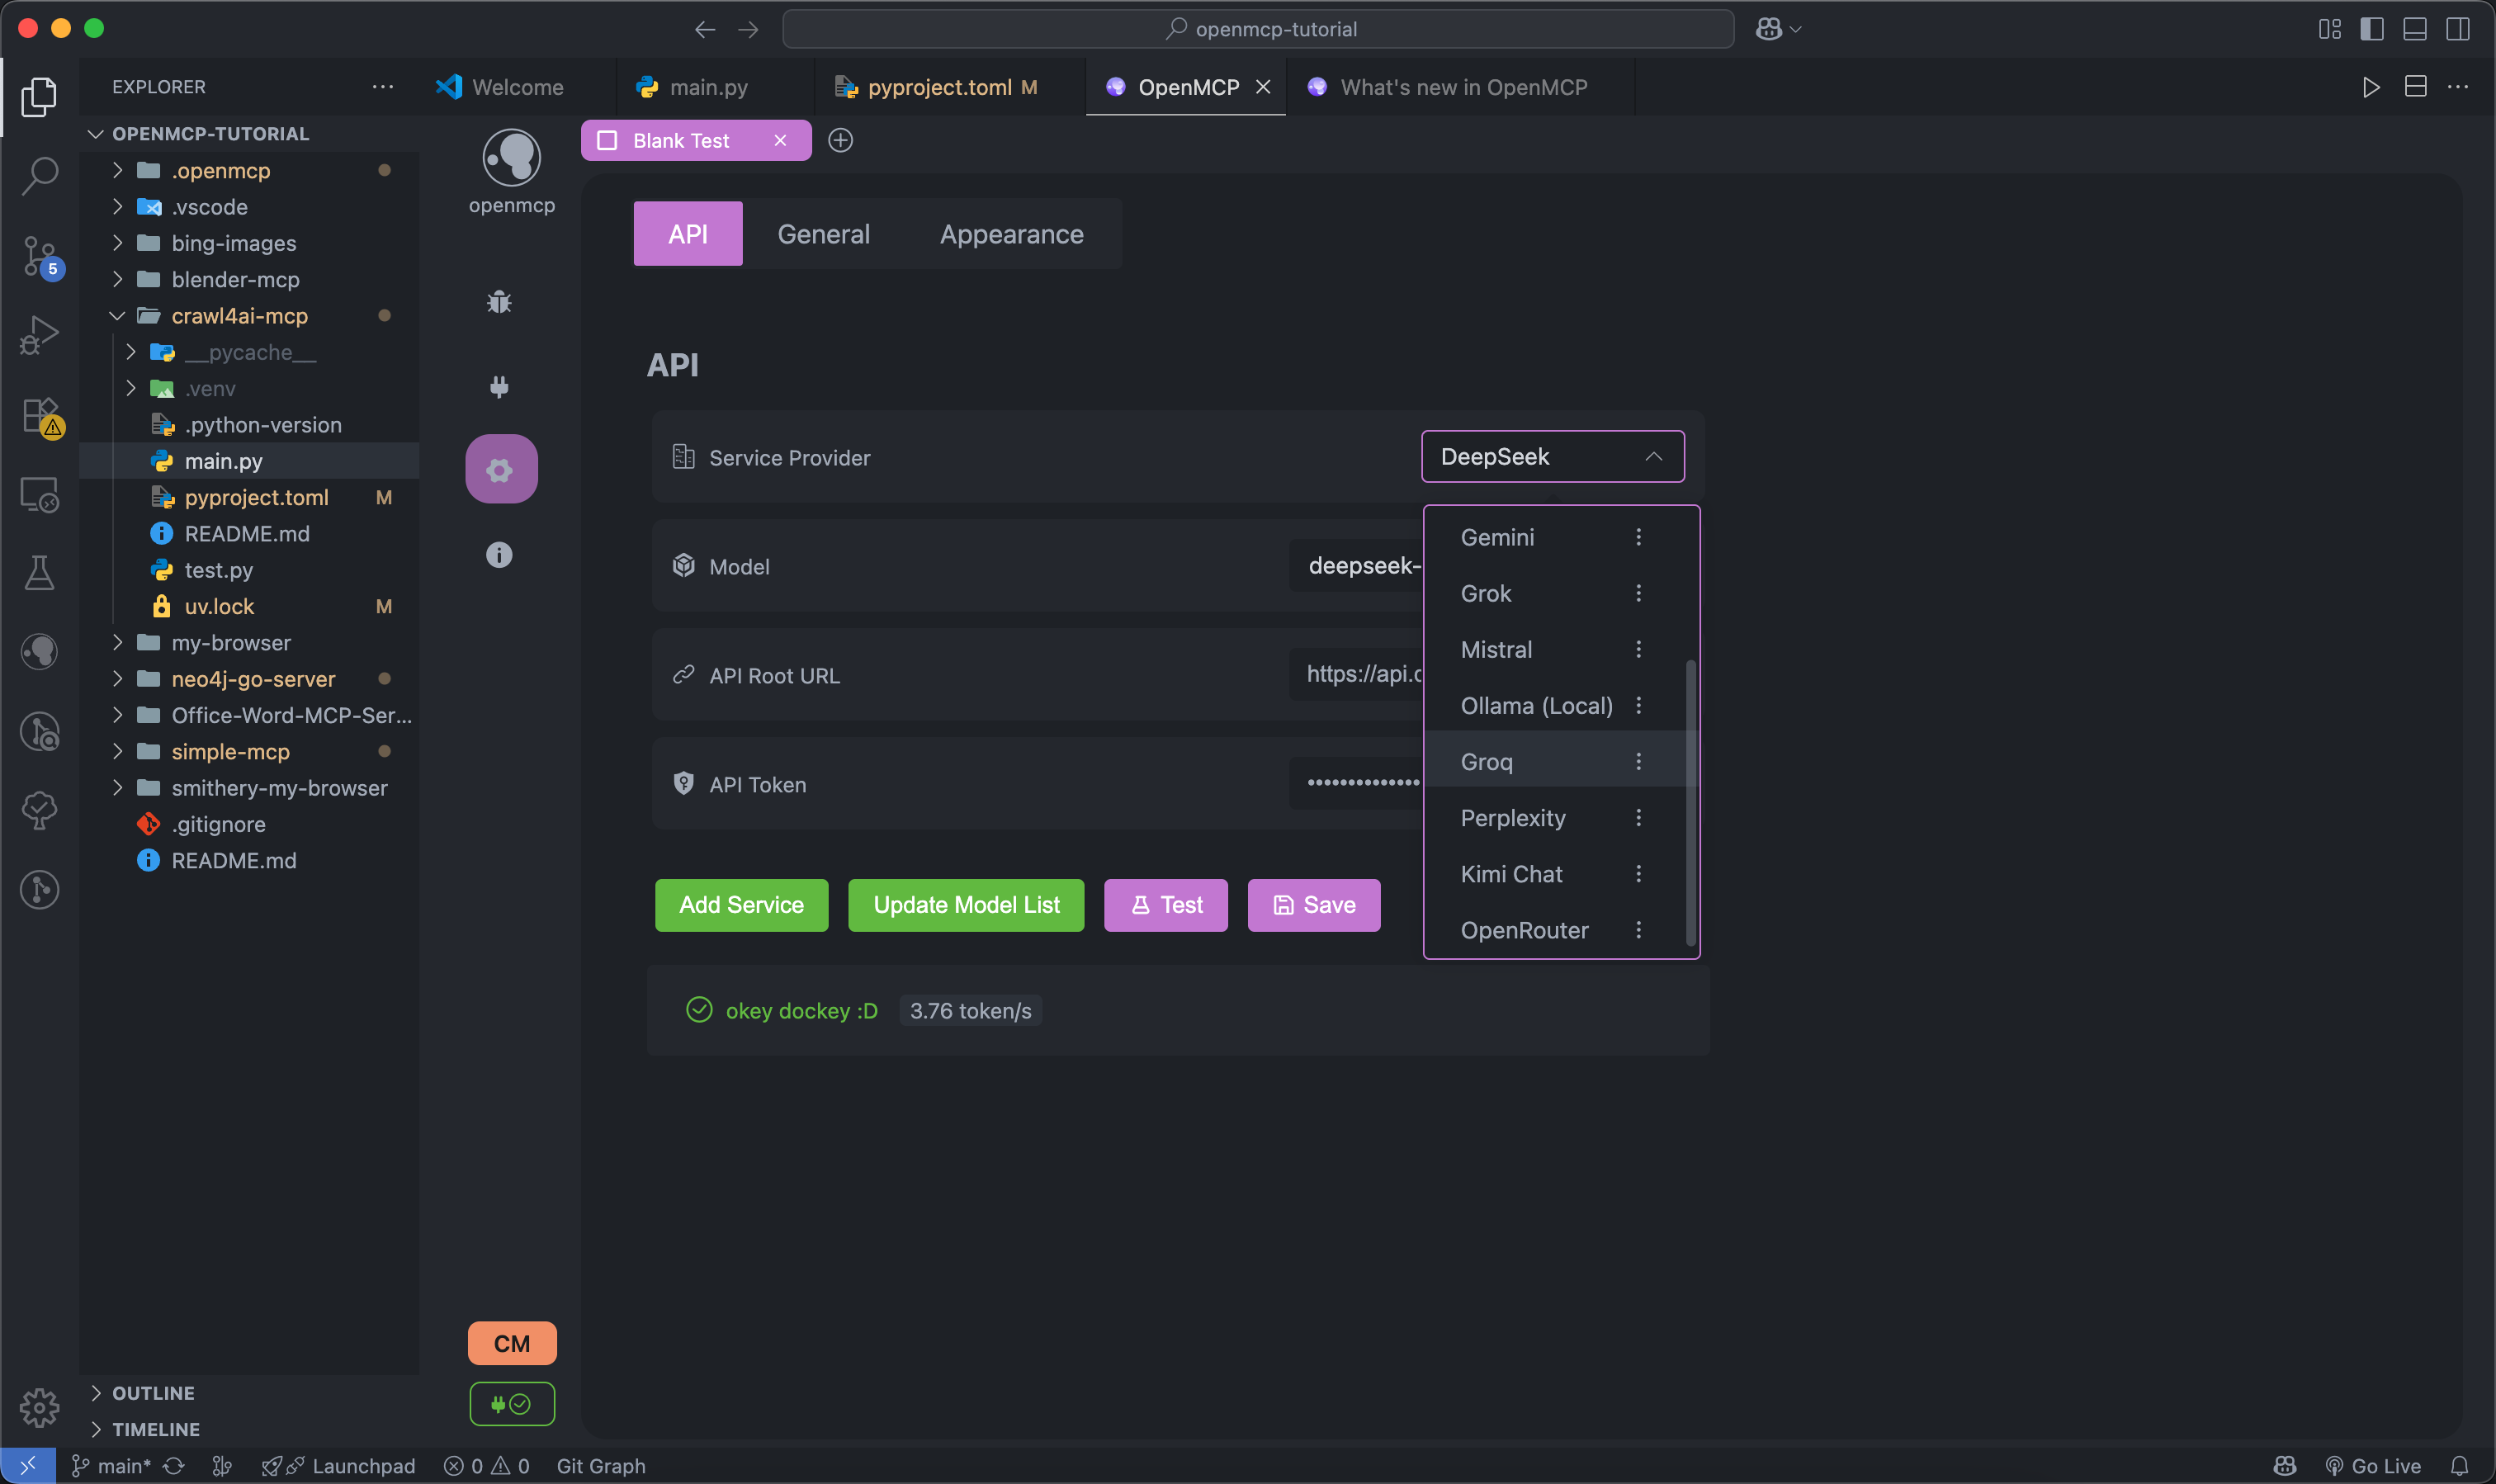 openmcp-tutorial
EXPLORER
Welcome
main.py
pyproject.toml M
OpenMCP
What's new in OpenMCP
OPENMCP-TUTORIAL
.openmcp
.vscode
bing-images
blender-mcp
crawl4ai-mcp
__pycache__
.venv
.python-version
main.py
pyproject.toml M
README.md
test.py
uv.lock M
my-browser
neo4j-go-server
Office-Word-MCP-Ser...
simple-mcp
smithery-my-browser
.gitignore
README.md
OUTLINE
TIMELINE
5
openmcp
CM
Blank Test
API
General
Appearance
API
Service Provider
DeepSeek
Model
deepseek-
API Root URL
https://api.
API Token
Gemini
Grok
Mistral
Ollama (Local)
Groq
Perplexity
Kimi Chat
OpenRouter
Add Service
Update Model List
Test
Save
okey dockey :D
3.76 token/s
main*
Launchpad
0
0
Git Graph
Go Live